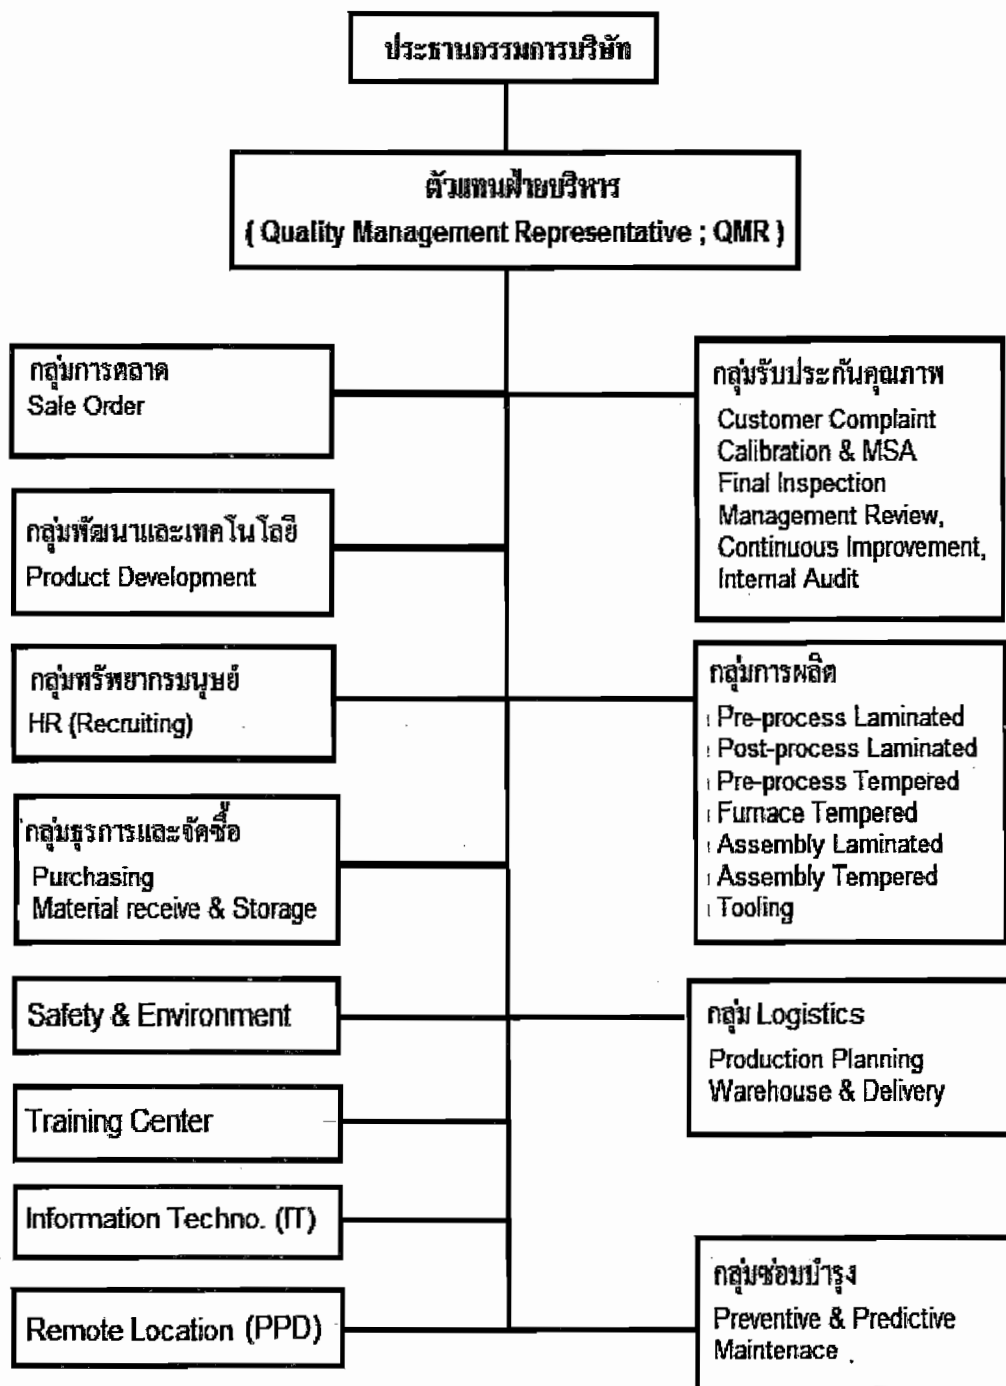 ประธานกรรมการบริษัท
ตัวแทนฝ่ายบริหาร
( Quality Management Representative ; QMR )
กลุ่มการตลาด
Sale Order
กลุ่มพัฒนาและเทคโนโลยี
Product Development
กลุ่มทรัพยากรมนุษย์
HR (Recruiting)
กลุ่มธุรการและจัดซื้อ
Purchasing
Material receive & Storage
Safety & Environment
Training Center
Information Techno. (IT)
Remote Location (PPD)
กลุ่มรับประกันคุณภาพ
Customer Complaint
Calibration & MSA
Final Inspection
Management Review,
Continuous Improvement,
Internal Audit
กลุ่มการผลิต
Pre-process Laminated
Post-process Laminated
Pre-process Tempered
Furnace Tempered
Assembly Laminated
Assembly Tempered
Tooling
กลุ่ม Logistics
Production Planning
Warehouse & Delivery
กลุ่มซ่อมบำรุง
Preventive & Predictive
Maintenace